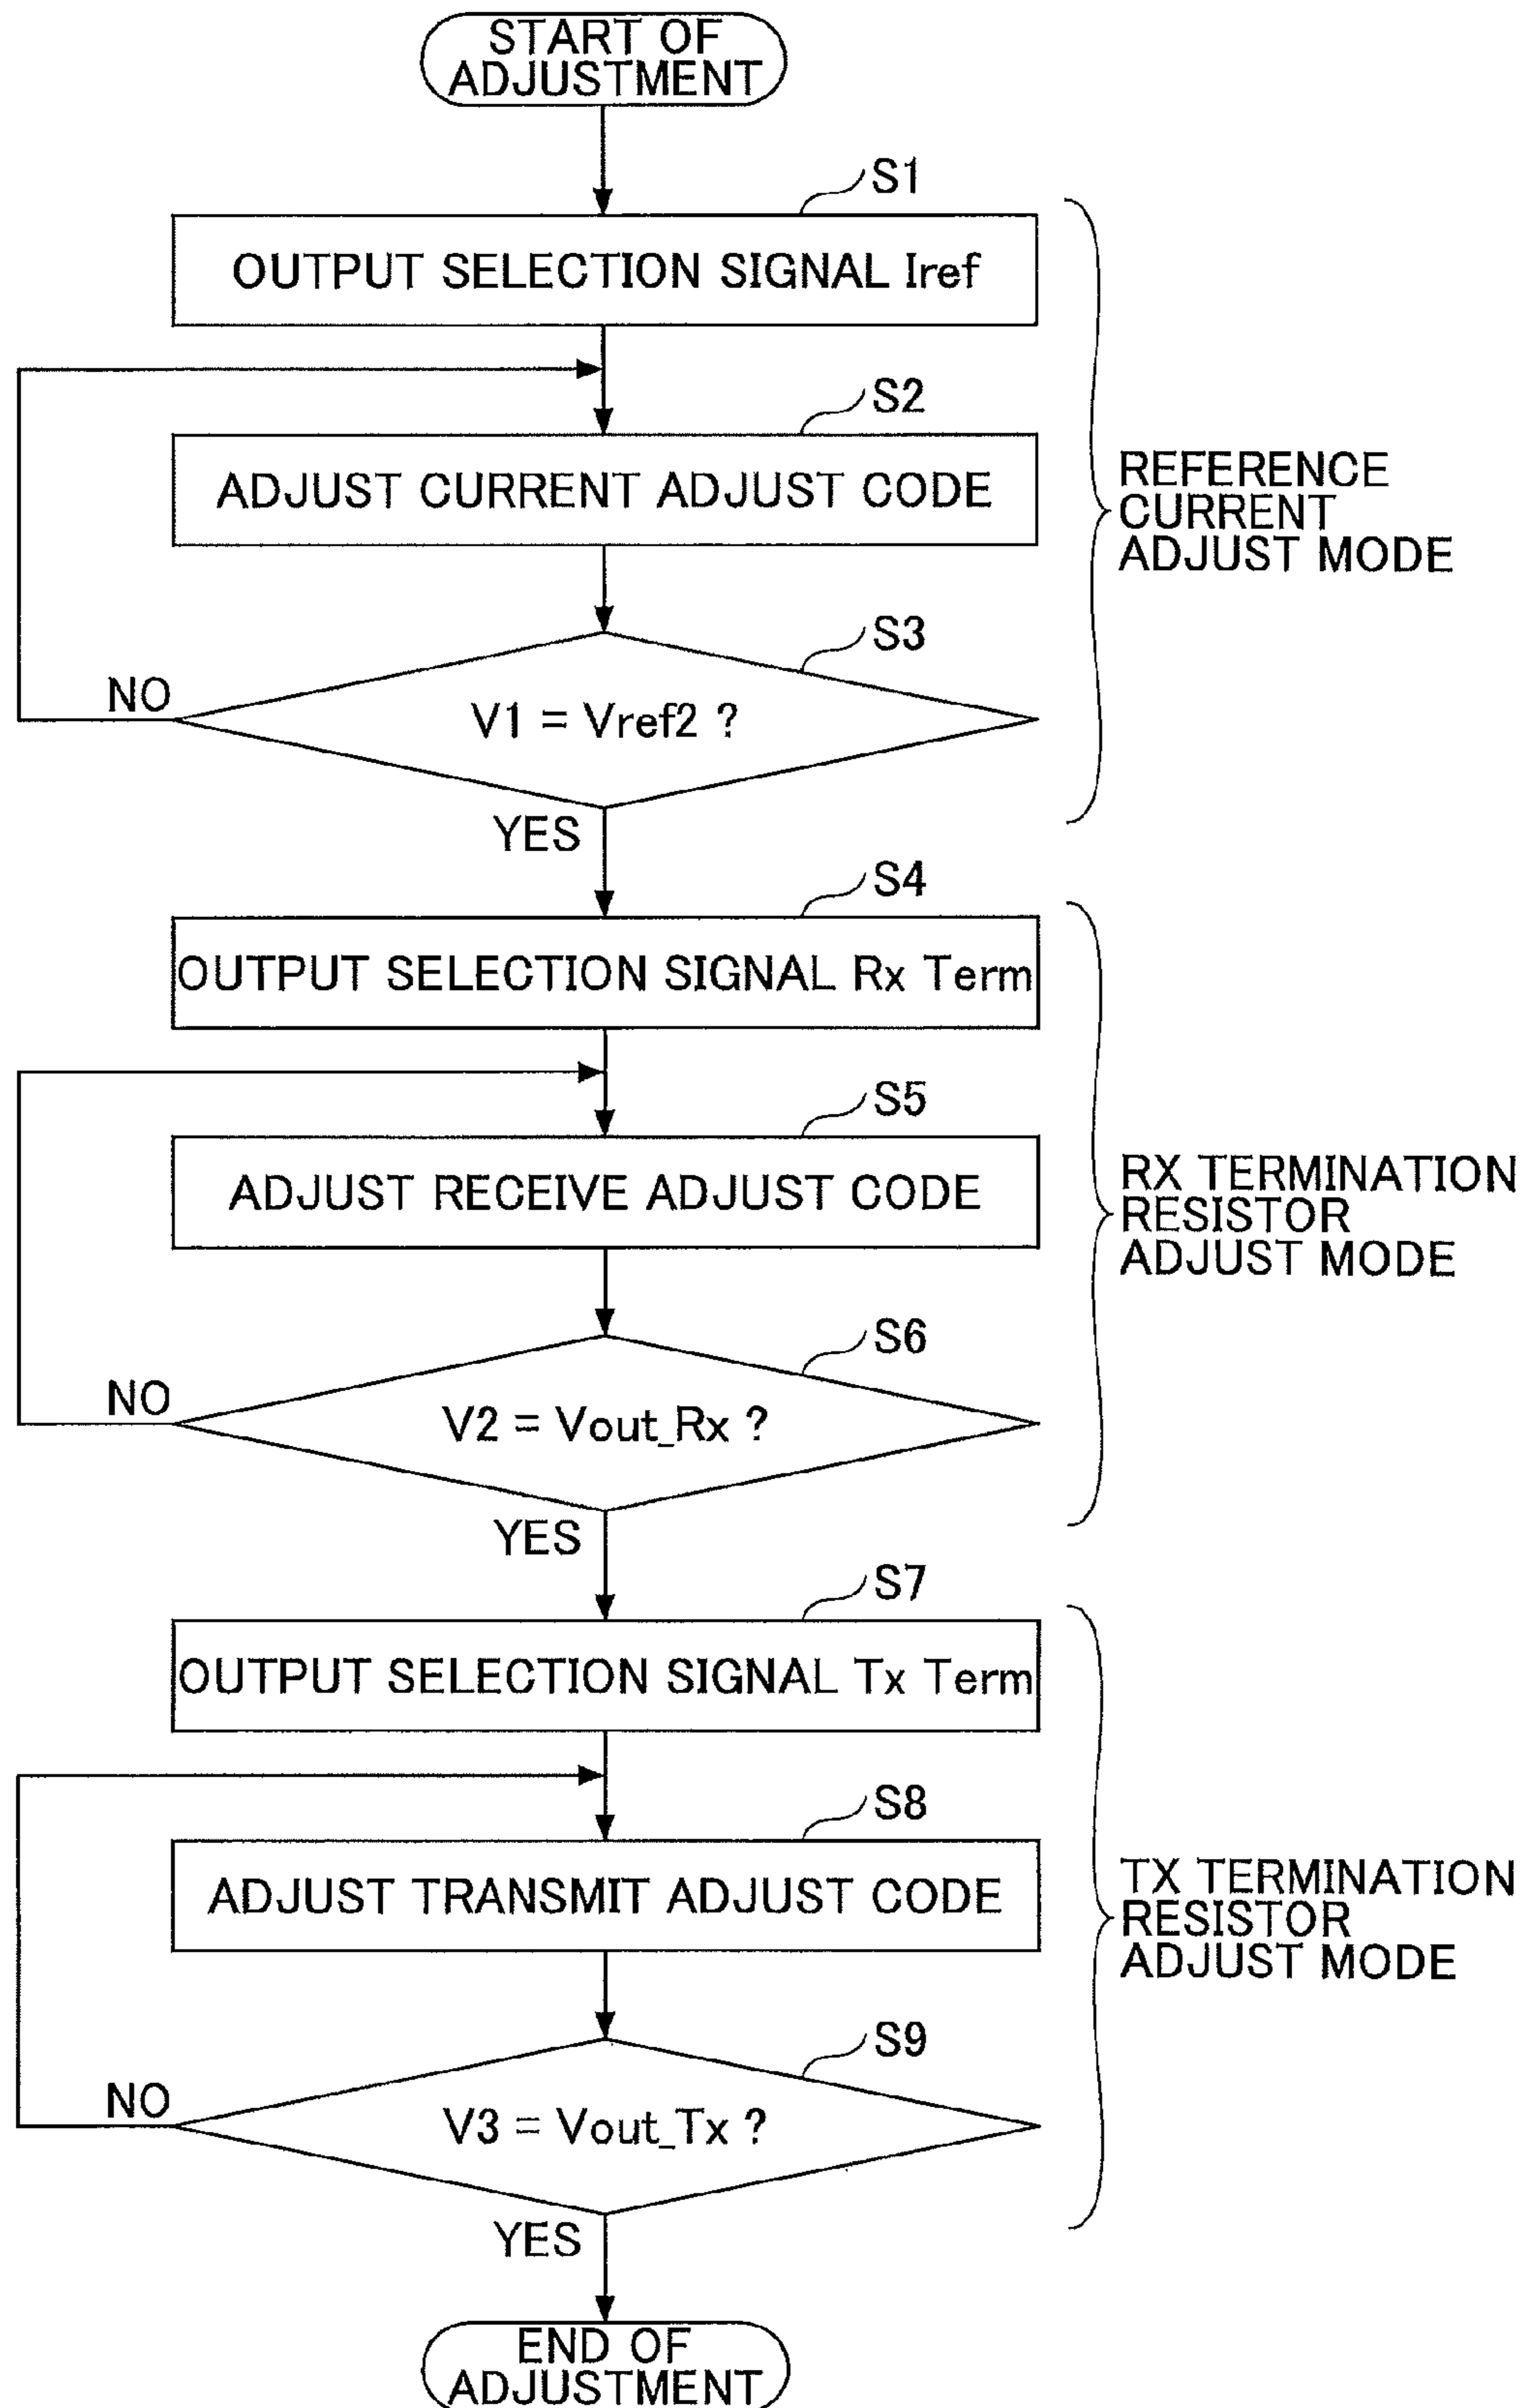 START OF
ADJUSTMENT
S1
OUTPUT SELECTION SIGNAL Iref
S2
ADJUST CURRENT ADJUST CODE
REFERENCE
CURRENT
ADJUST MODE
S3
V1 = Vref2 ?
NO
YES
S4
OUTPUT SELECTION SIGNAL Rx Term
S5
ADJUST RECEIVE ADJUST CODE
RX TERMINATION
RESISTOR
ADJUST MODE
S6
V2 = Vout_Rx ?
NO
YES
S7
OUTPUT SELECTION SIGNAL Tx Term
S8
ADJUST TRANSMIT ADJUST CODE
TX TERMINATION
RESISTOR
ADJUST MODE
S9
V3 = Vout_Tx ?
NO
YES
END OF
ADJUSTMENT